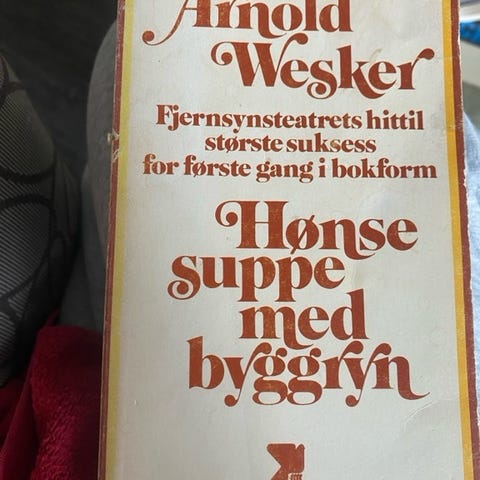 Arnold
Wesker
Fjernsynsteatrets hittil
største suksess
for første gang i bokform
Hønse
suppe
med
byggryn